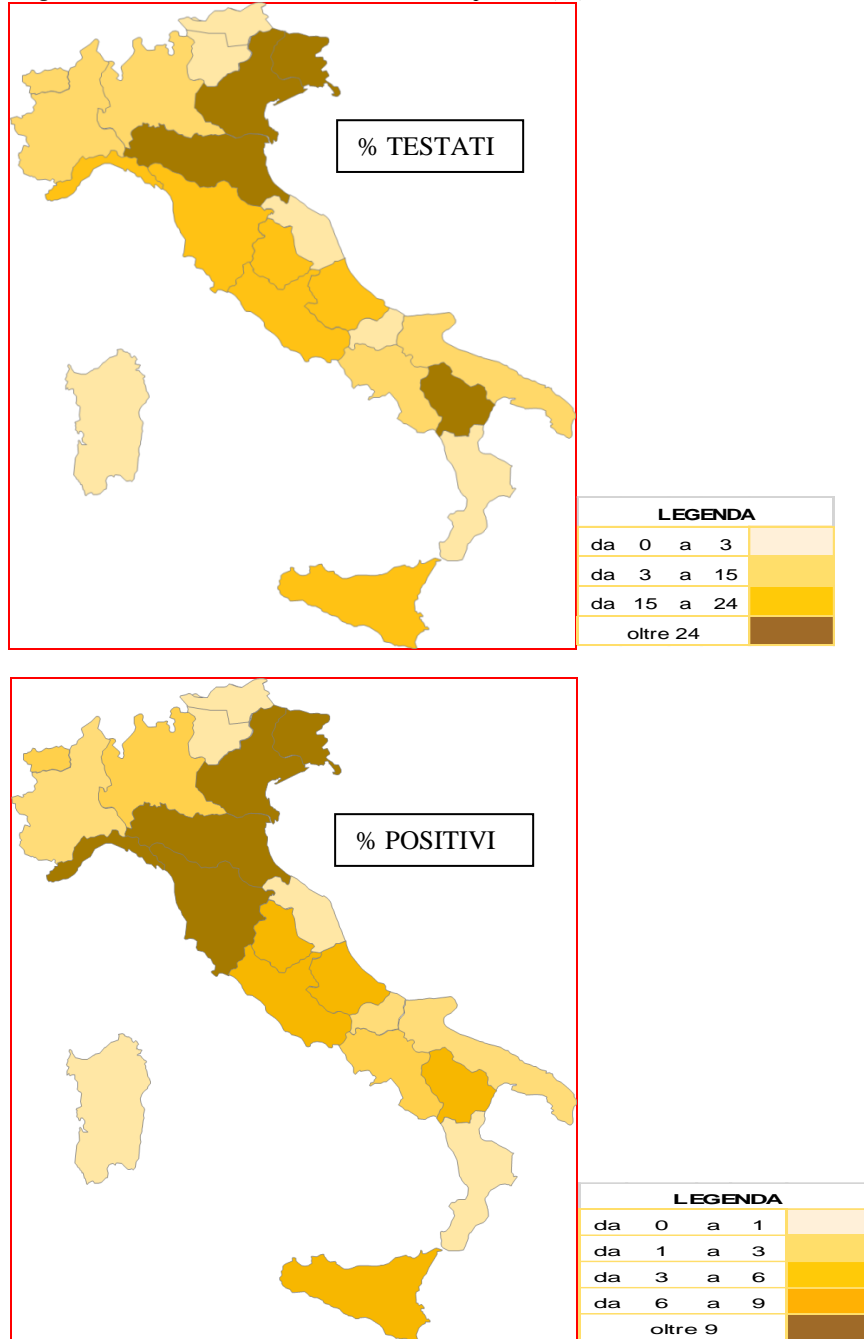 % TESTATI
LEGENDA
da 0 a 3
da 3 a 15
da 15 a 24
oltre 24
% POSITIVI
LEGENDA
da 0 a 1
da 1 a 3
da 3 a 6
da 6 a 9
oltre 9